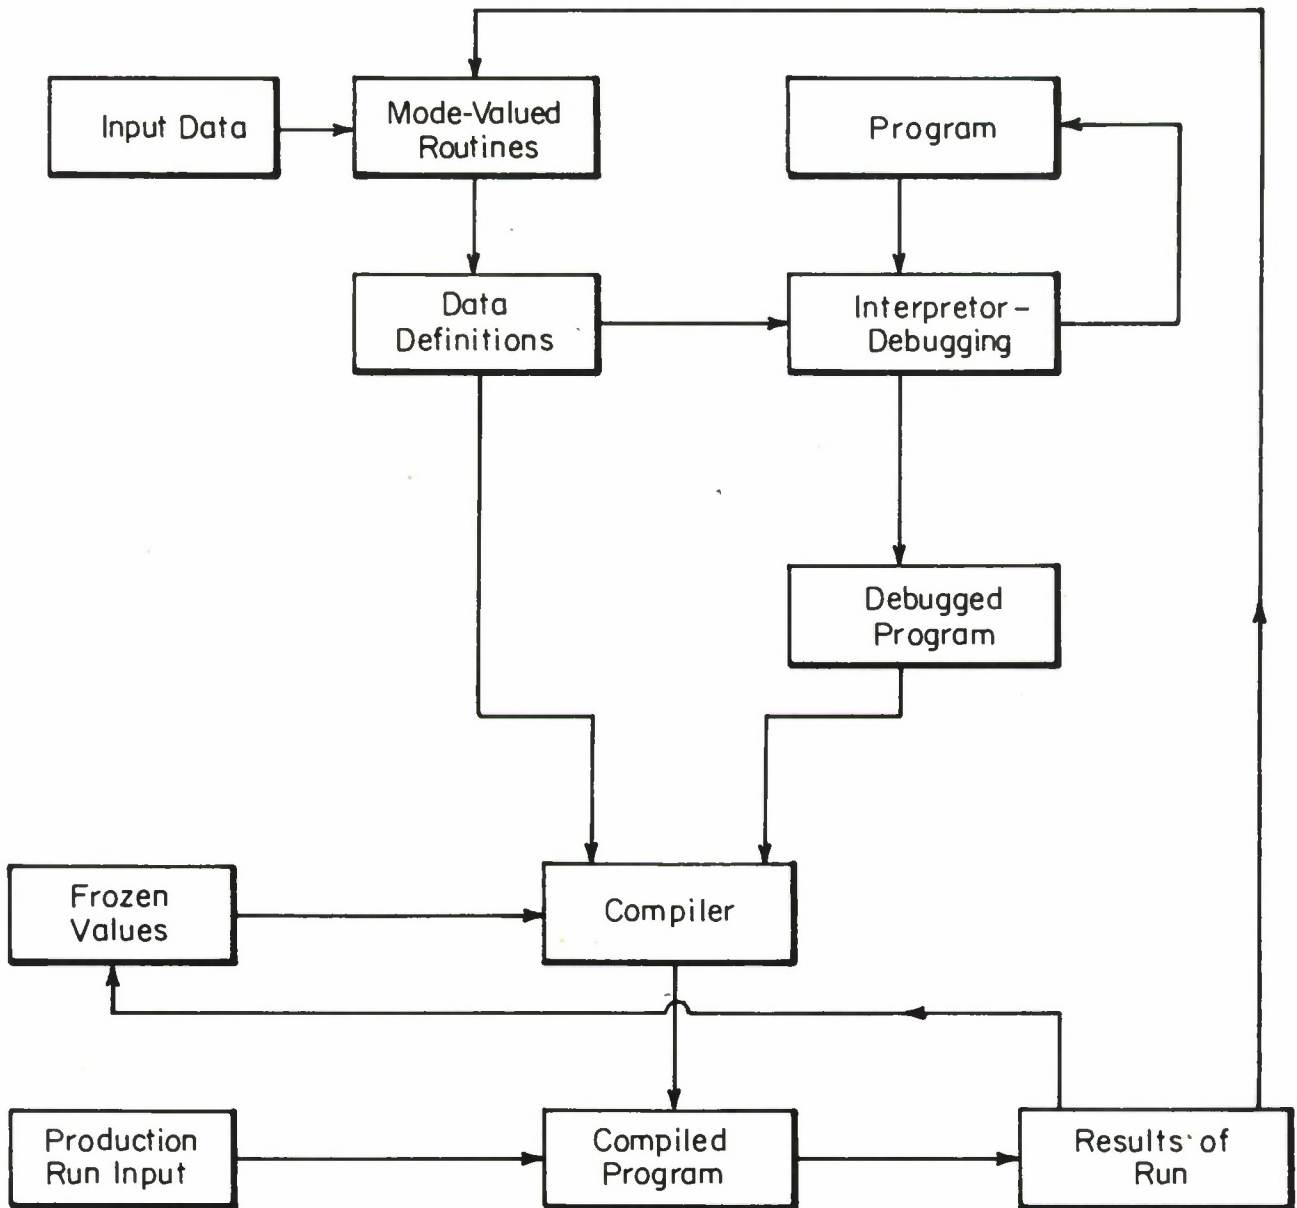 Input Data
Mode-Valued
Routines
Program
Data
Definitions
Interpretor-
Debugging
Debugged
Program
Frozen
Values
Compiler
Production
Run Input
Compiled
Program
Results of
Run